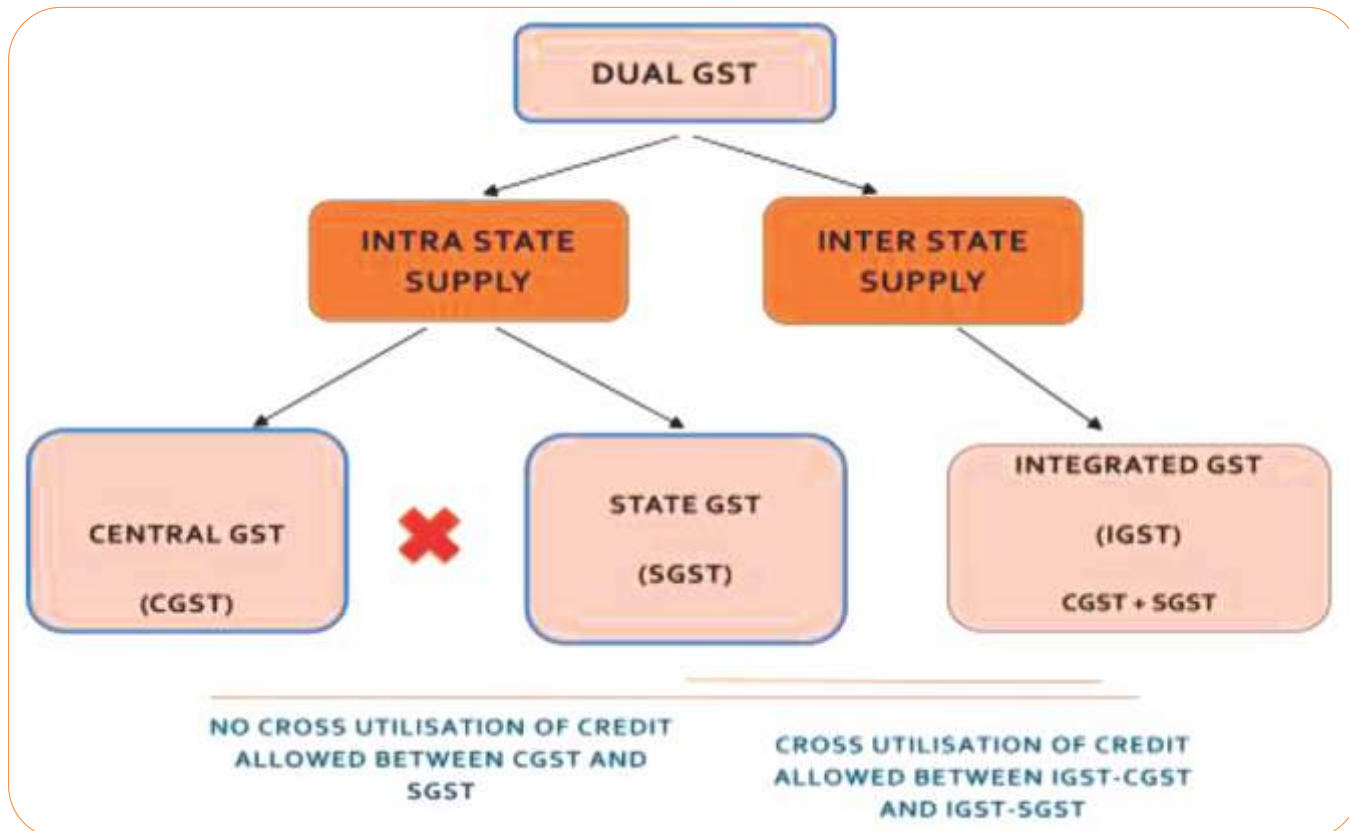 DUAL GST
INTRA STATE
SUPPLY
INTER STATE
SUPPLY
CENTRAL GST
(CGST)
STATE GST
(SGST)
INTEGRATED GST
(IGST)
CGST + SGST
NO CROSS UTILISATION OF CREDIT
ALLOWED BETWEEN CGST AND
SGST
CROSS UTILISATION OF CREDIT
ALLOWED BETWEEN IGST-CGST
AND IGST-SGST